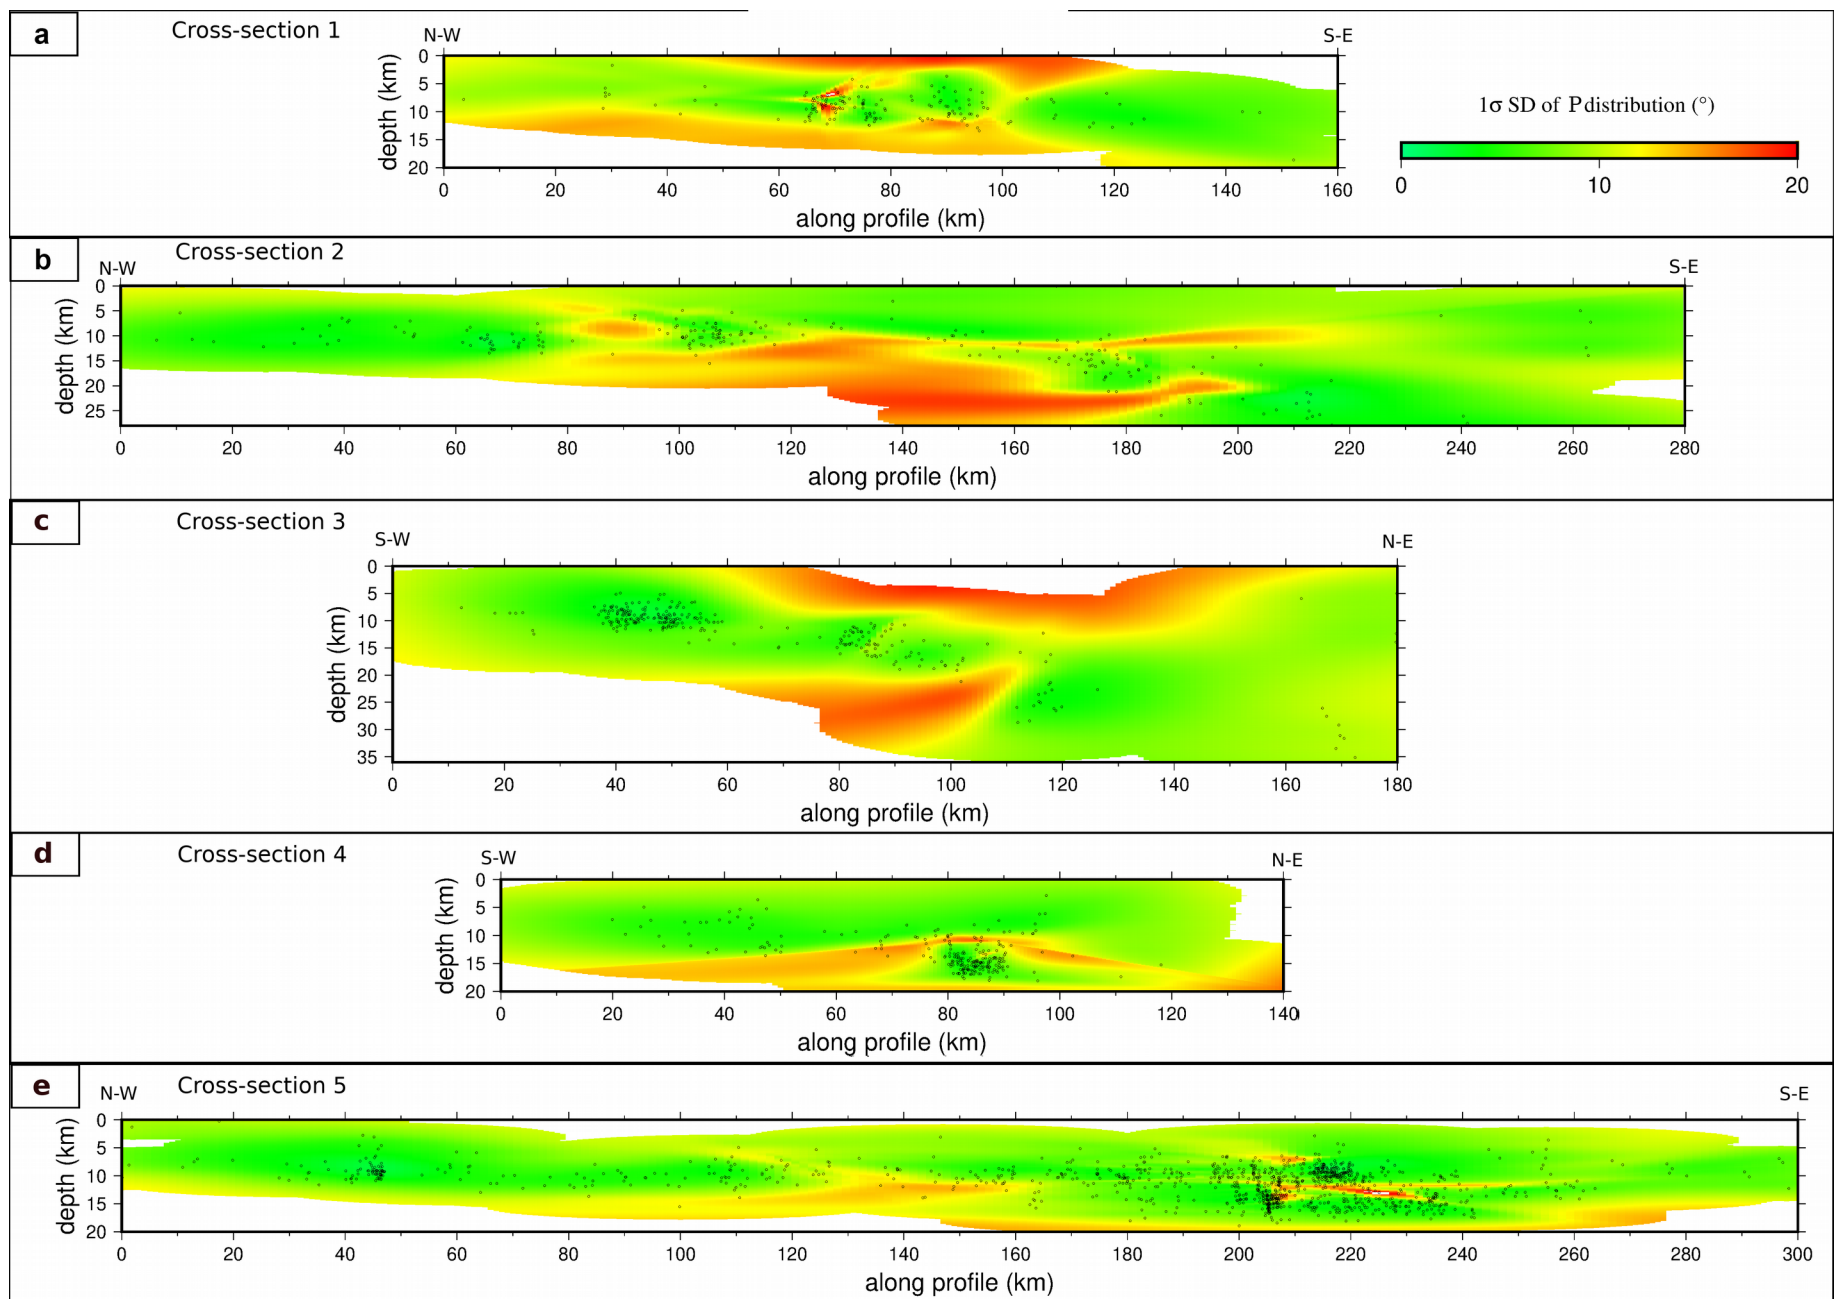 a
Cross-section 1
N-W
S-E
0
5
10
15
20
depth (km)
0 20 40 60 80 100 120 140 160
along profile (km)
1σ SD of P distribution (°)
0 10 20
b
Cross-section 2
N-W
S-E
0
5
10
15
20
25
depth (km)
0 20 40 60 80 100 120 140 160 180 200 220 240 260 280
along profile (km)
c
Cross-section 3
S-W
N-E
0
5
10
15
20
25
30
35
depth (km)
0 20 40 60 80 100 120 140 160 180
along profile (km)
d
Cross-section 4
S-W
N-E
0
5
10
15
20
depth (km)
0 20 40 60 80 100 120 140
along profile (km)
e
Cross-section 5
N-W
S-E
0
5
10
15
20
depth (km)
0 20 40 60 80 100 120 140 160 180 200 220 240 260 280 300
along profile (km)